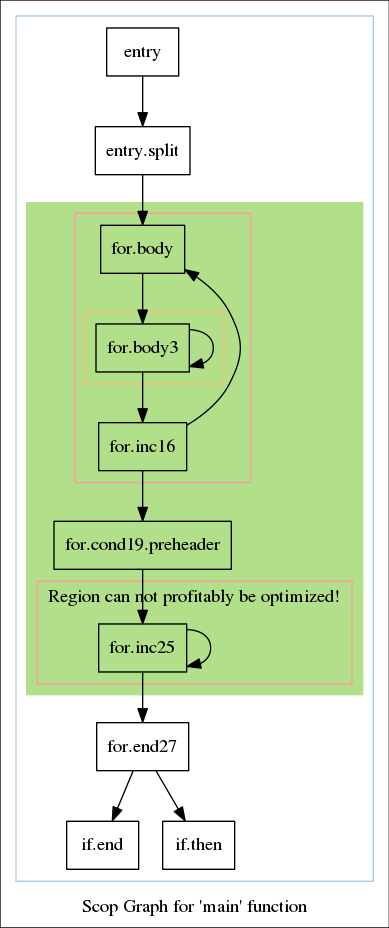 entry
entry.split
for.body
for.body3
for.inc16
for.cond19.preheader
Region can not profitably be optimized!
for.inc25
for.end27
if.end
if.then
Scop Graph for 'main' function